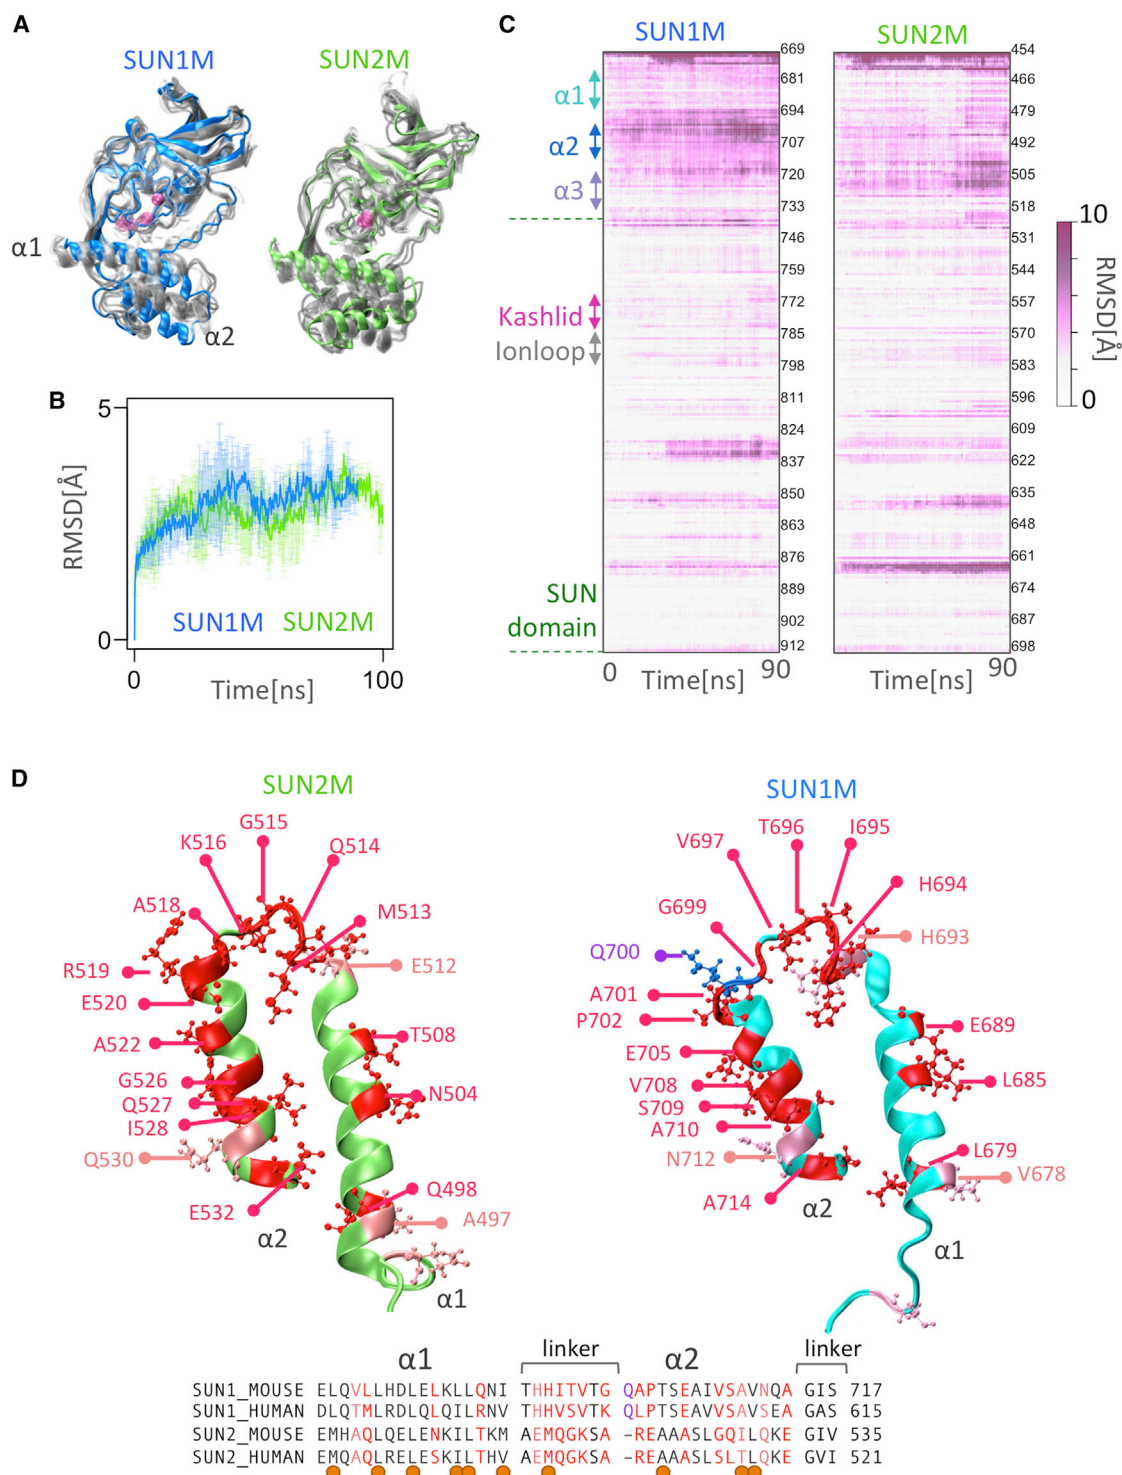 A
SUN1M
SUN2M
α1
α2
B
5
RMSD[Å]
0
SUN1M
SUN2M
0
Time[ns]
100
C
SUN1M
SUN2M
α1
α2
α3
Kashlid
Ionloop
SUN
domain
669
681
694
707
720
733
746
759
772
785
798
811
824
837
850
863
876
889
902
912
454
466
479
492
505
518
531
544
557
570
583
596
609
622
635
648
661
674
687
698
0
Time[ns]
90
Time[ns]
90
10
RMSD[Å]
0
D
SUN2M
G515
K516
Q514
A518
M513
R519
E512
E520
A522
T508
G526
N504
Q527
I528
Q530
Q498
E532
A497
α2
α1
SUN1M
T696
I695
V697
H694
G699
H693
Q700
A701
P702
E689
E705
V708
L685
S709
A710
L679
N712
V678
A714
α2
α1
α1
linker
α2
linker
SUN1_MOUSE ELQVLLHDLELKLLQNI THHITVTG QAPTSEAIVSAVNQA GIS 717
SUN1_HUMAN DLQTMLRDLQLQILRNV THHVSVTK QLPTSEAVVSAVSEA GAS 615
SUN2_MOUSE EMHAQLQELENKILTKM AEMQGKSA -REAAASLGQILQKE GIV 535
SUN2_HUMAN EMQAQLRELESKILTHV AEMQGKSA -REAAASLSLTLQKE GVI 521